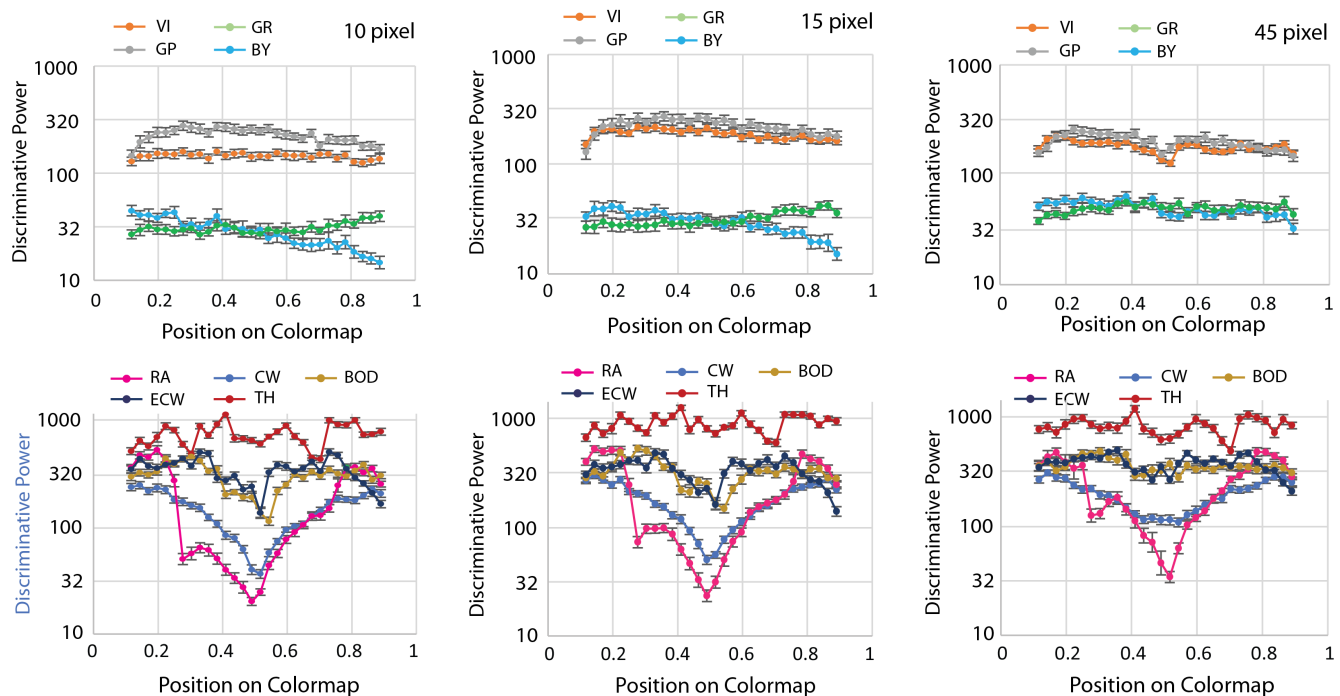 10 pixel
VI GR
GP BY
Discriminative Power
1000
320
100
32
10
0 0.2 0.4 0.6 0.8 1
Position on Colormap
15 pixel
VI GR
GP BY
Discriminative Power
1000
320
100
32
10
0 0.2 0.4 0.6 0.8 1
Position on Colormap
45 pixel
VI GR
GP BY
Discriminative Power
1000
320
100
32
10
0 0.2 0.4 0.6 0.8 1
Position on Colormap
RA CW BOD
ECW TH
Discriminative Power
1000
320
100
32
10
0 0.2 0.4 0.6 0.8 1
Position on Colormap
RA CW BOD
ECW TH
Discriminative Power
1000
320
100
32
10
0 0.2 0.4 0.6 0.8 1
Position on Colormap
RA CW BOD
ECW TH
Discriminative Power
1000
320
100
32
10
0 0.2 0.4 0.6 0.8 1
Position on Colormap